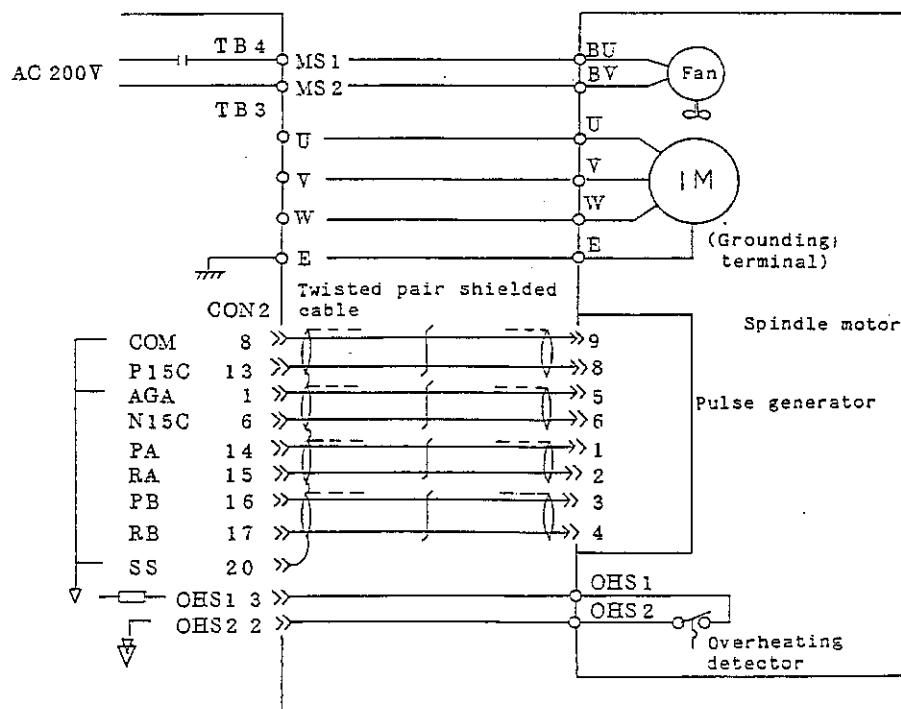 TB4
AC 200V
MS1
BU
MS2
BV
Fan
TB3
U
U
V
V
IM
W
W
E
E
(Grounding
terminal)
Twisted pair shielded
cable
CON2
Spindle motor
COM 8
9
P15C 13
8
AGA 1
5
N15C 6
6
Pulse generator
PA 14
1
RA 15
2
PB 16
3
RB 17
4
SS 20
OHS1 3
OHS1
OHS2 2
OHS2
Overheating
detector